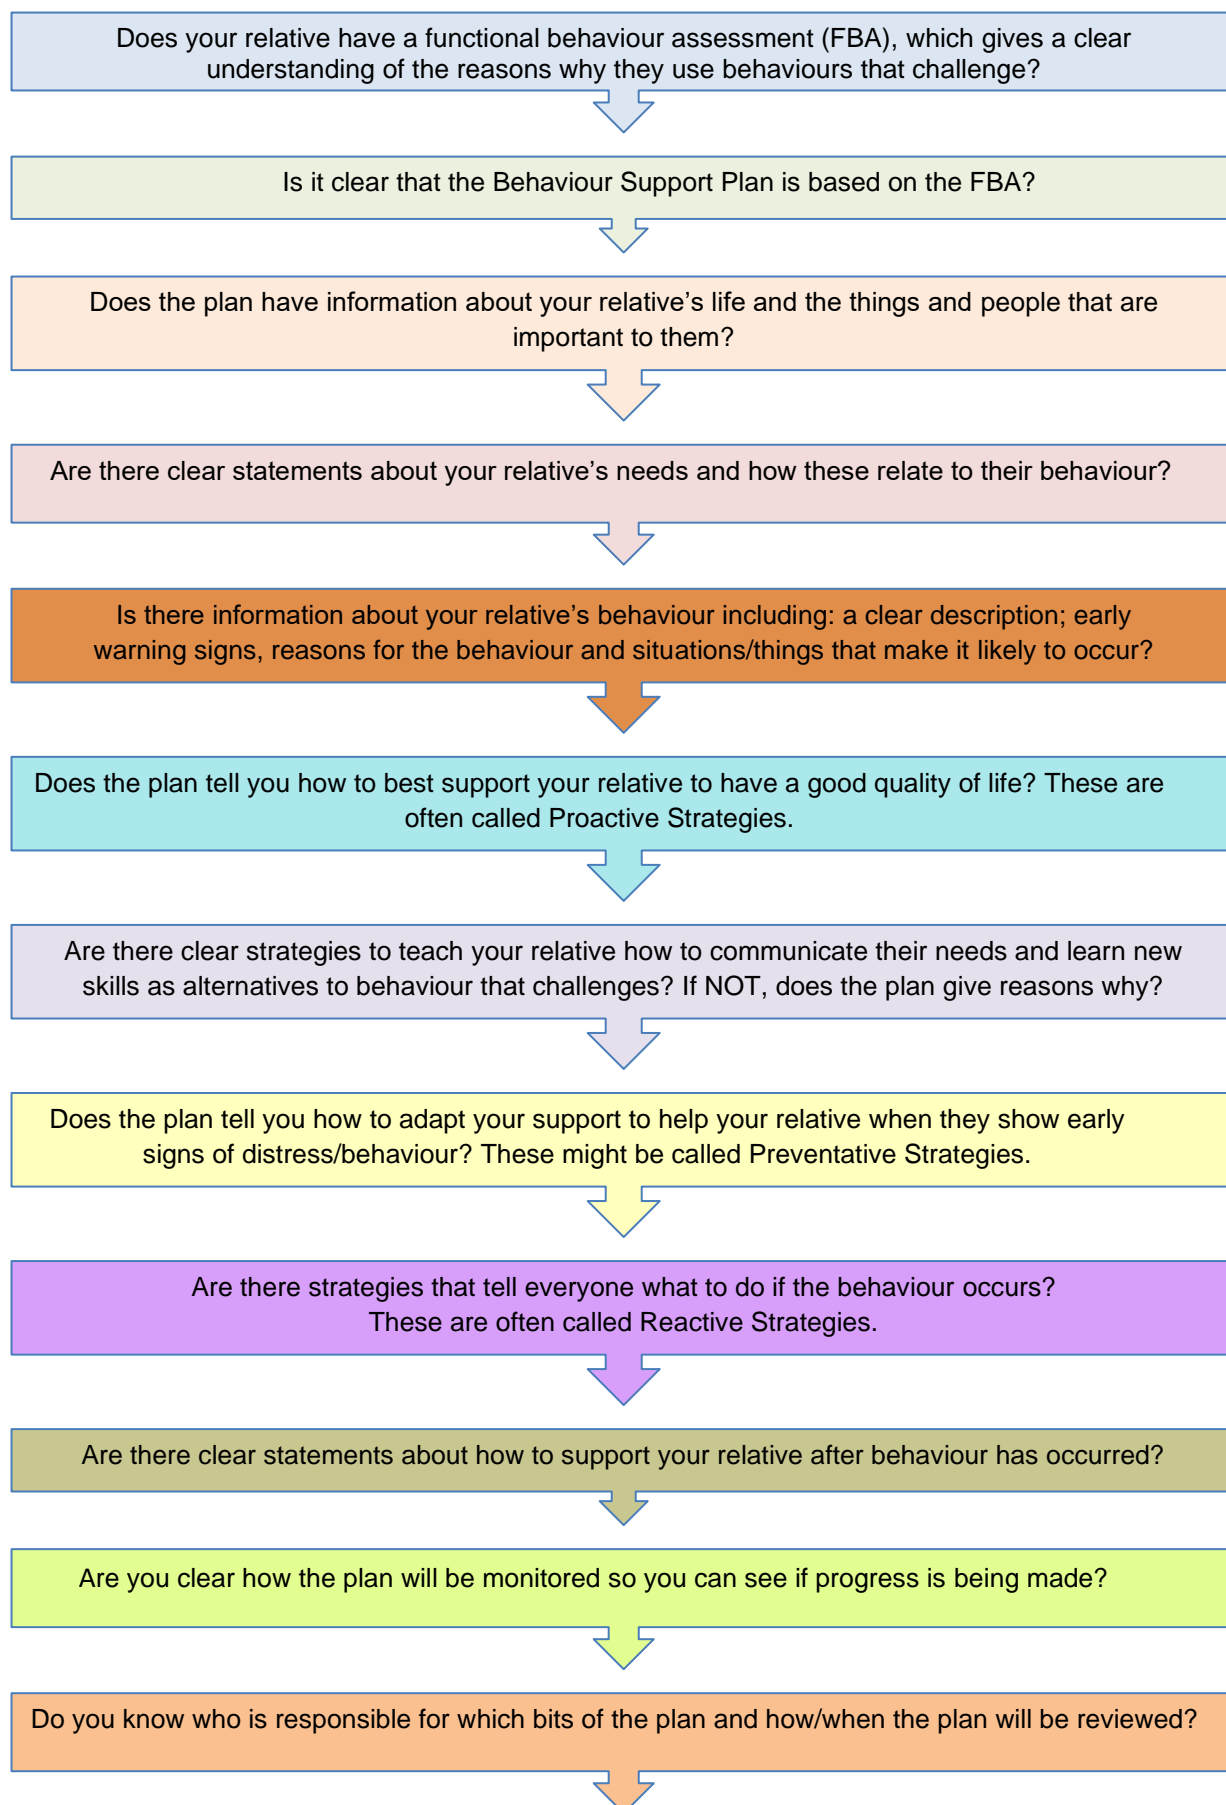 Does your relative have a functional behaviour assessment (FBA), which gives a clear
understanding of the reasons why they use behaviours that challenge?
Is it clear that the Behaviour Support Plan is based on the FBA?
Does the plan have information about your relative’s life and the things and people that are
important to them?
Are there clear statements about your relative’s needs and how these relate to their behaviour?
Is there information about your relative’s behaviour including: a clear description; early
warning signs, reasons for the behaviour and situations/things that make it likely to occur?
Does the plan tell you how to best support your relative to have a good quality of life? These are
often called Proactive Strategies.
Are there clear strategies to teach your relative how to communicate their needs and learn new
skills as alternatives to behaviour that challenges? If NOT, does the plan give reasons why?
Does the plan tell you how to adapt your support to help your relative when they show early
signs of distress/behaviour? These might be called Preventative Strategies.
Are there strategies that tell everyone what to do if the behaviour occurs?
These are often called Reactive Strategies.
Are there clear statements about how to support your relative after behaviour has occurred?
Are you clear how the plan will be monitored so you can see if progress is being made?
Do you know who is responsible for which bits of the plan and how/when the plan will be reviewed?